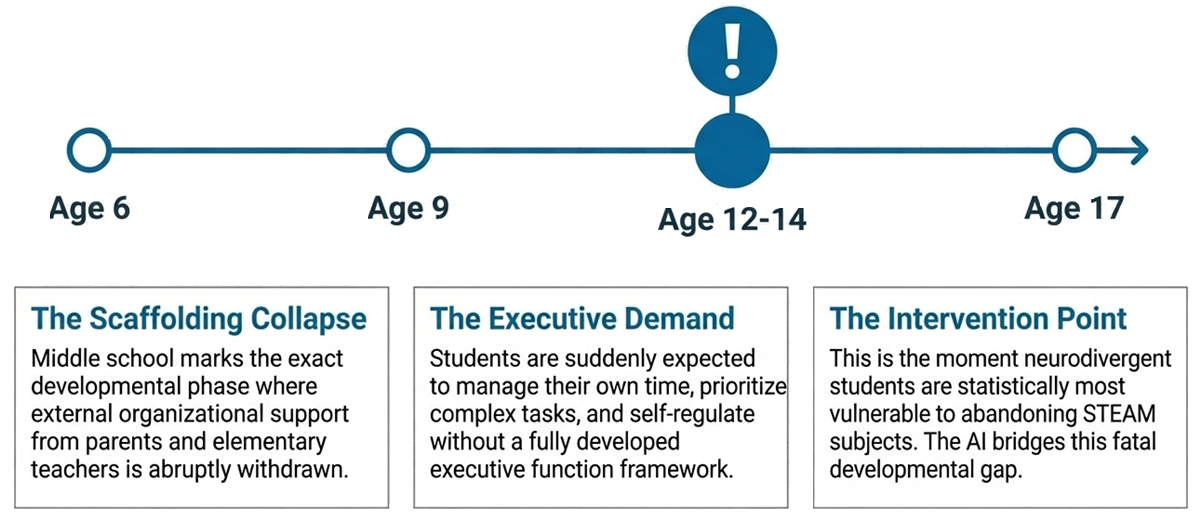 !
Age 6
Age 9
Age 12-14
Age 17
The Scaffolding Collapse
Middle school marks the exact
developmental phase where
external organizational support
from parents and elementary
teachers is abruptly withdrawn.
The Executive Demand
Students are suddenly expected
to manage their own time, prioritize
complex tasks, and self-regulate
without a fully developed
executive function framework.
The Intervention Point
This is the moment neurodivergent
students are statistically most
vulnerable to abandoning STEAM
subjects. The AI bridges this fatal
developmental gap.